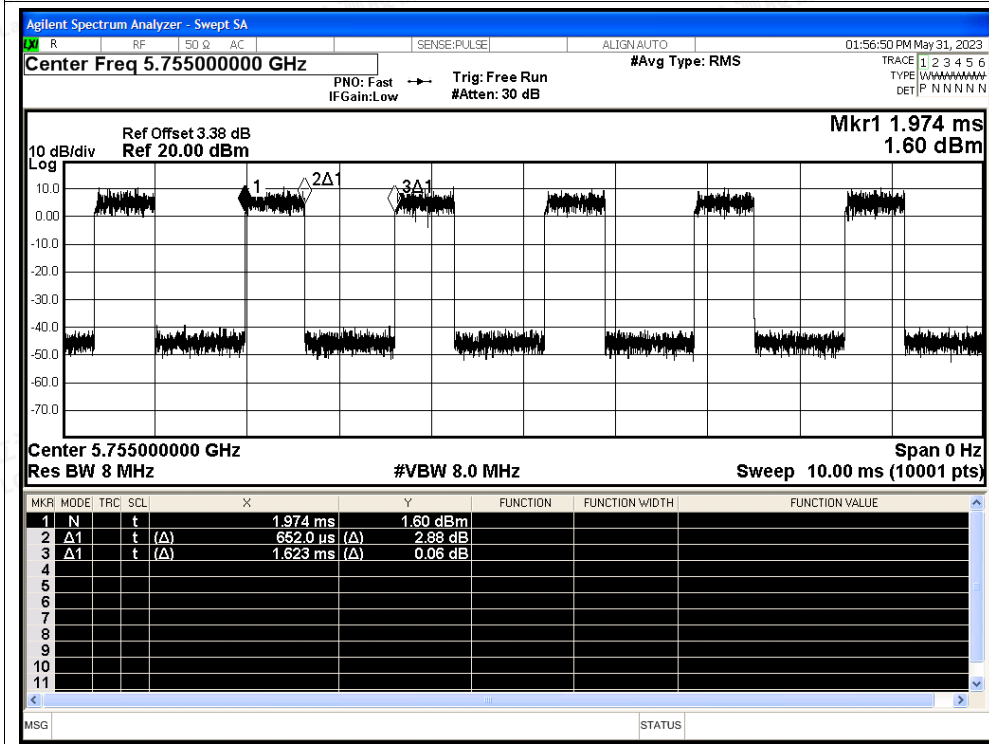 Agilent Spectrum Analyzer - Swept SA
LXI R RF 50 Ω AC SENSE:PULSE ALIGN AUTO 01:56:50 PM May 31, 2023
Center Freq 5.755000000 GHz #Avg Type: RMS TRACE 1 2 3 4 5 6
PNO: Fast Trig: Free Run TYPE WWWWWW
IFGain:Low #Atten: 30 dB DET P N N N N N
Mkr1 1.974 ms
Ref Offset 3.38 dB
10 dB/div Ref 20.00 dBm 1.60 dBm
Log
1 2Δ1 3Δ1
10.0
0.00
-10.0
-20.0
-30.0
-40.0
-50.0
-60.0
-70.0
Center 5.755000000 GHz Span 0 Hz
Res BW 8 MHz #VBW 8.0 MHz Sweep 10.00 ms (10001 pts)
MKR MODE TRC SCL X Y FUNCTION FUNCTION WIDTH FUNCTION VALUE
1 N t 1.974 ms 1.60 dBm
2 Δ1 t (Δ) 652.0 µs (Δ) 2.88 dB
3 Δ1 t (Δ) 1.623 ms (Δ) 0.06 dB
4
5
6
7
8
9
10
11
MSG STATUS